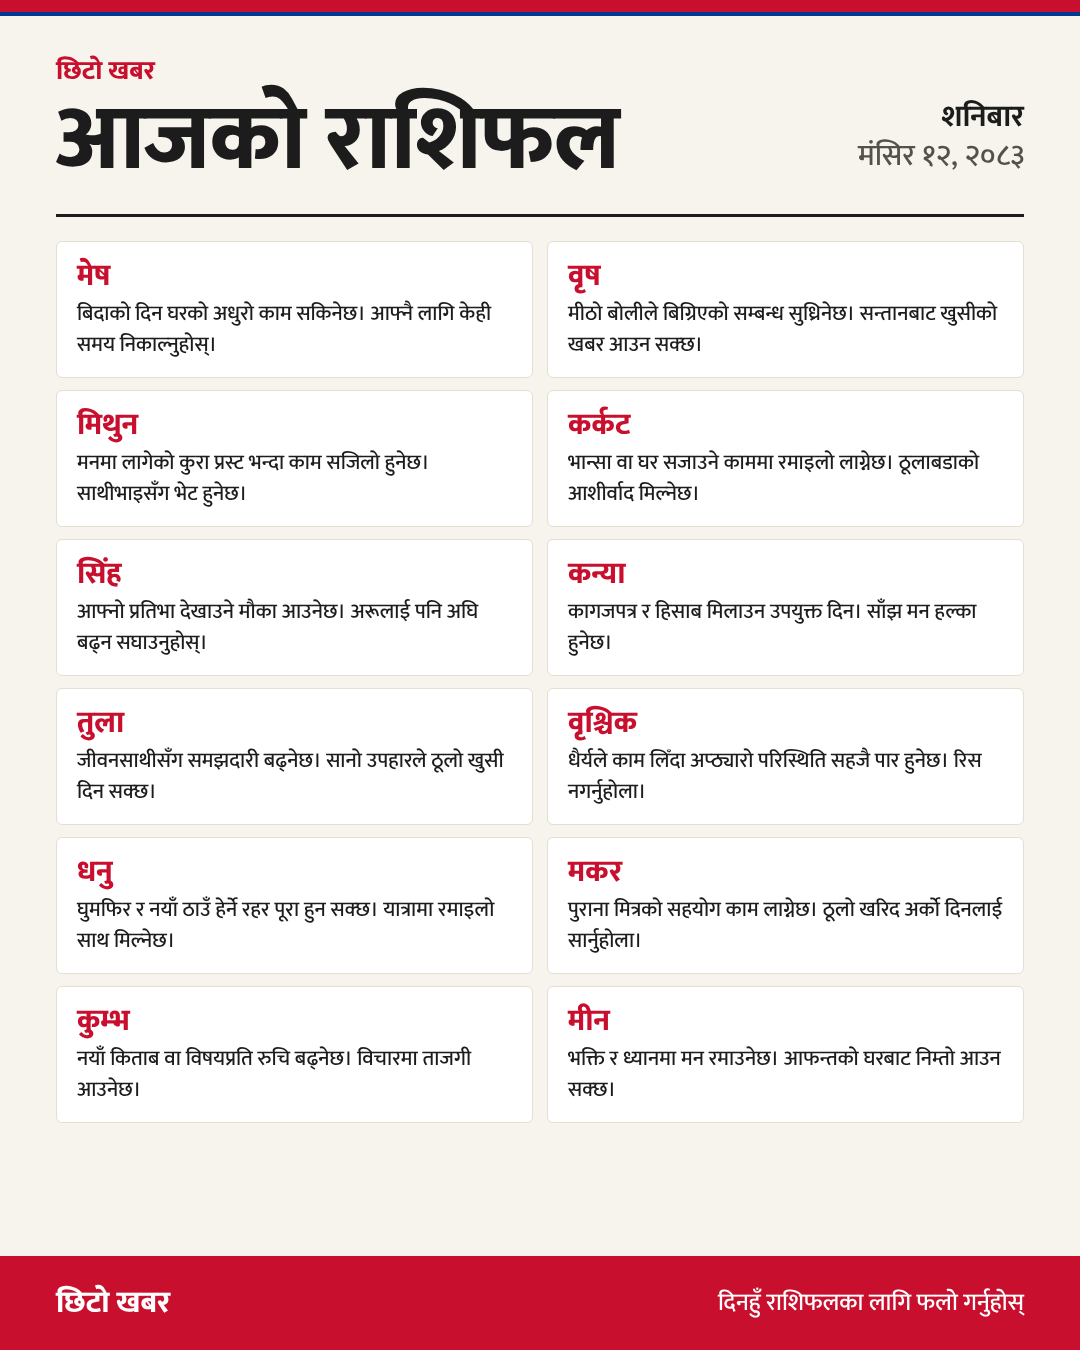 छिटो खबर
आजको राशिफल
शनिबार
मंसिर १२, २०८३
मेष
बिदाको दिन घरको अधुरो काम सकिनेछ। आफ्नै लागि केही
समय निकाल्नुहोस्।
वृष
मीठो बोलीले बिग्रिएको सम्बन्ध सुध्रिनेछ। सन्तानबाट खुसीको
खबर आउन सक्छ।
मिथुन
मनमा लागेको कुरा प्रस्ट भन्दा काम सजिलो हुनेछ।
साथीभाइसँग भेट हुनेछ।
कर्कट
भान्सा वा घर सजाउने काममा रमाइलो लाग्नेछ। ठूलाबडाको
आशीर्वाद मिल्नेछ।
सिंह
आफ्नो प्रतिभा देखाउने मौका आउनेछ। अरूलाई पनि अघि
बढ्न सघाउनुहोस्।
कन्या
कागजपत्र र हिसाब मिलाउन उपयुक्त दिन। साँझ मन हल्का
हुनेछ।
तुला
जीवनसाथीसँग समझदारी बढ्नेछ। सानो उपहारले ठूलो खुसी
दिन सक्छ।
वृश्चिक
धैर्यले काम लिँदा अप्ठ्यारो परिस्थिति सहजै पार हुनेछ। रिस
नगर्नुहोला।
धनु
घुमफिर र नयाँ ठाउँ हेर्ने रहर पूरा हुन सक्छ। यात्रामा रमाइलो
साथ मिल्नेछ।
मकर
पुराना मित्रको सहयोग काम लाग्नेछ। ठूलो खरिद अर्को दिनलाई
सार्नुहोला।
कुम्भ
नयाँ किताब वा विषयप्रति रुचि बढ्नेछ। विचारमा ताजगी
आउनेछ।
मीन
भक्ति र ध्यानमा मन रमाउनेछ। आफन्तको घरबाट निम्तो आउन
सक्छ।
छिटो खबर
दिनहुँ राशिफलका लागि फलो गर्नुहोस्